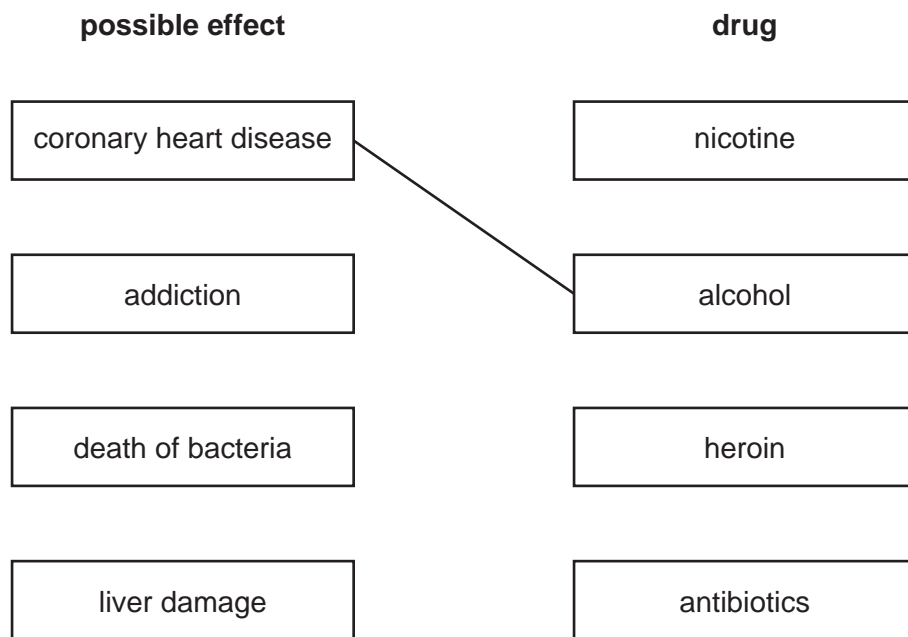 possible effect drug
coronary heart disease nicotine
addiction alcohol
death of bacteria heroin
liver damage antibiotics